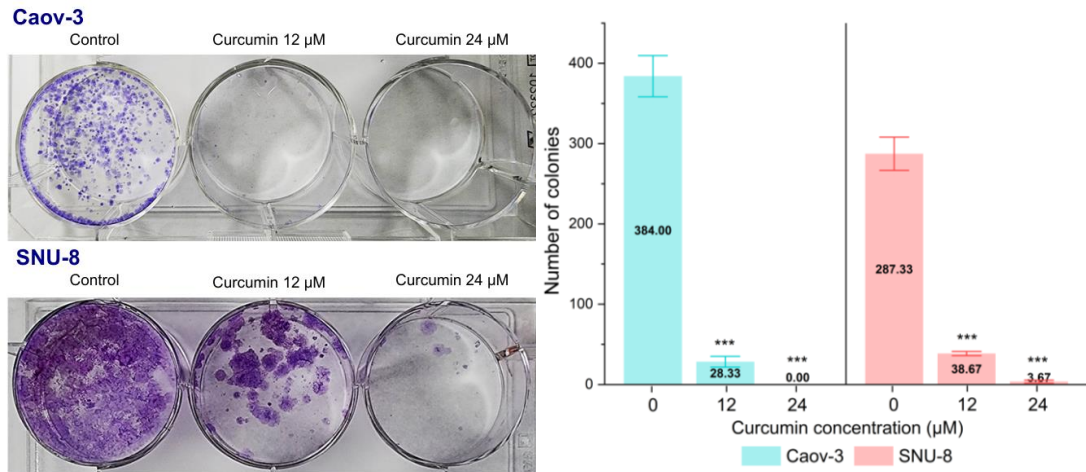 Caov-3
Control Curcumin 12 µM Curcumin 24 µM
SNU-8
Control Curcumin 12 µM Curcumin 24 µM
Number of colonies
400
300
200
100
0
384.00
***
28.33
***
0.00
287.33
***
38.67
***
3.67
0 12 24 0 12 24
Curcumin concentration (µM)
Caov-3 SNU-8